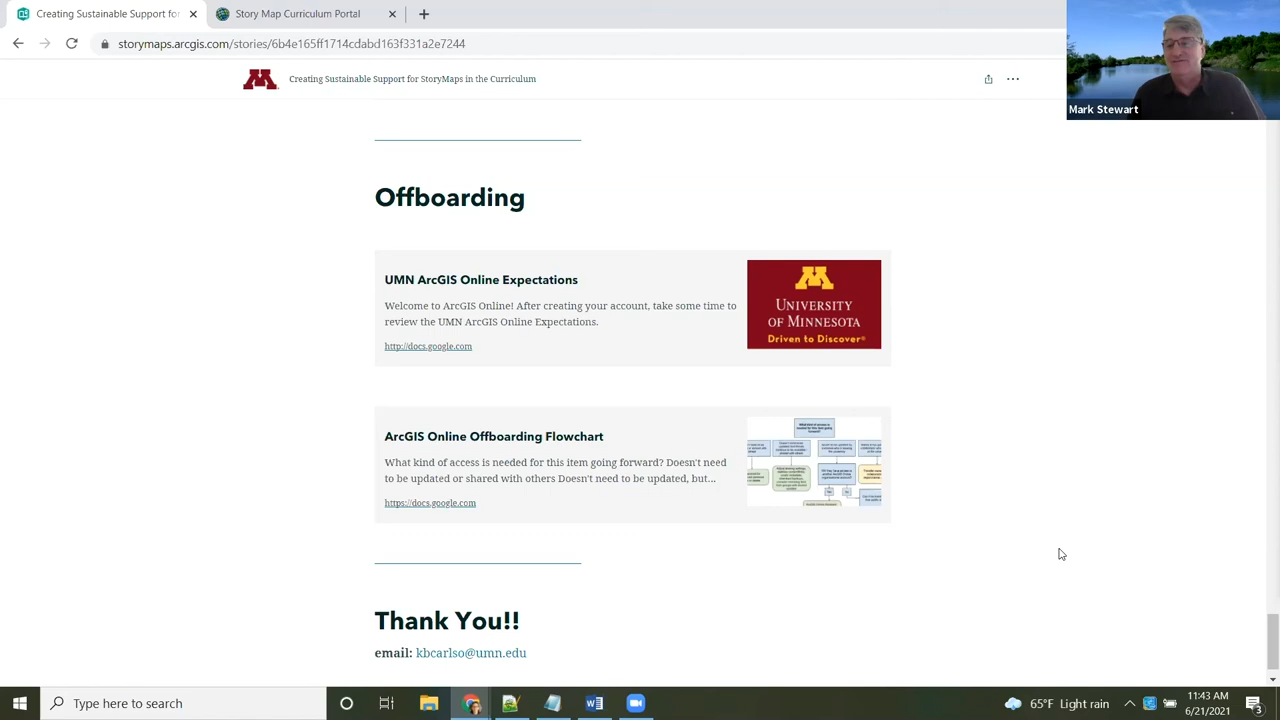 Creating Sustainable Support for
Story Map Curriculum Portal
storymaps.arcgis.com/stories/6b4e165ff1714cdabd163f331a2e7244
Creating Sustainable Support for StoryMaps in the Curriculum
Mark Stewart
Offboarding
UMN ArcGIS Online Expectations
Welcome to ArcGIS Online! After creating your account, take some time to
review the UMN ArcGIS Online Expectations.
http://docs.google.com
UNIVERSITY
OF MINNESOTA
Driven to Discover®
ArcGIS Online Offboarding Flowchart
What kind of access is needed for this item going forward? Doesn't need
to be updated or shared with others Doesn't need to be updated, but...
https://docs.google.com
Thank You!!
email: kbcarlso@umn.edu
Type here to search
65°F Light rain
11:43 AM
6/21/2021
3